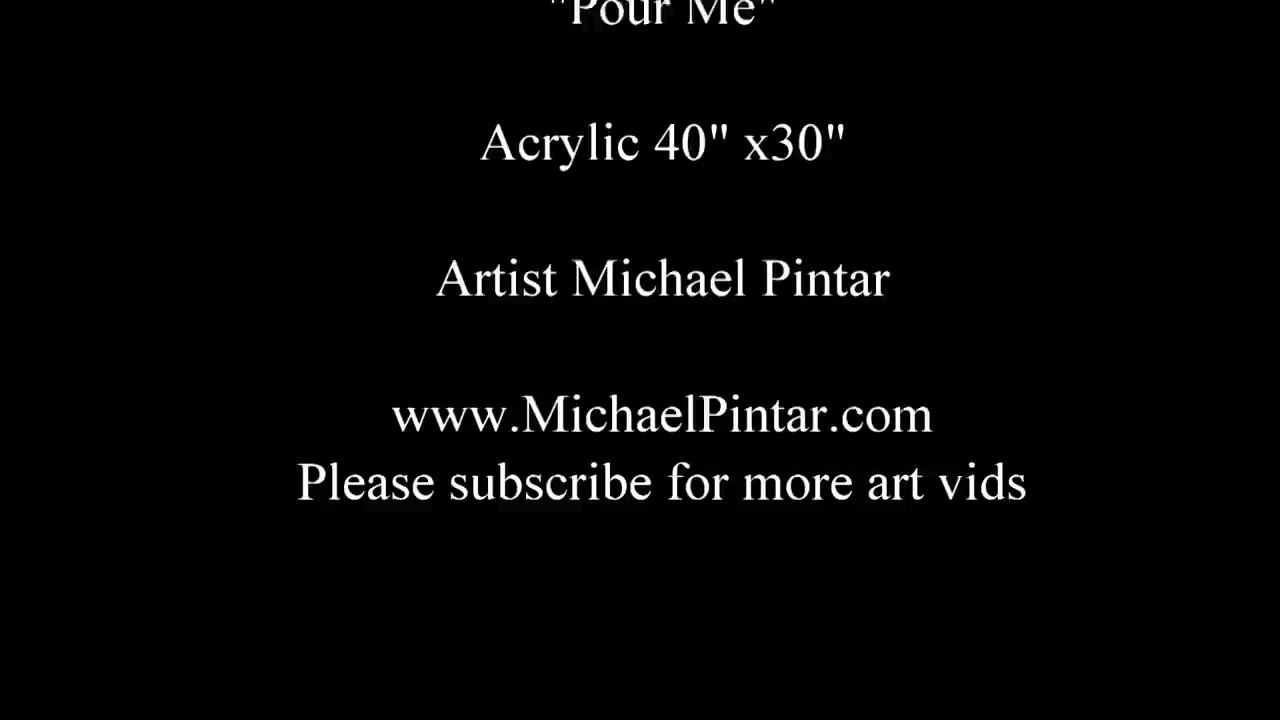 "Pour Me"
Acrylic 40" x30"
Artist Michael Pintar
www.MichaelPintar.com
Please subscribe for more art vids